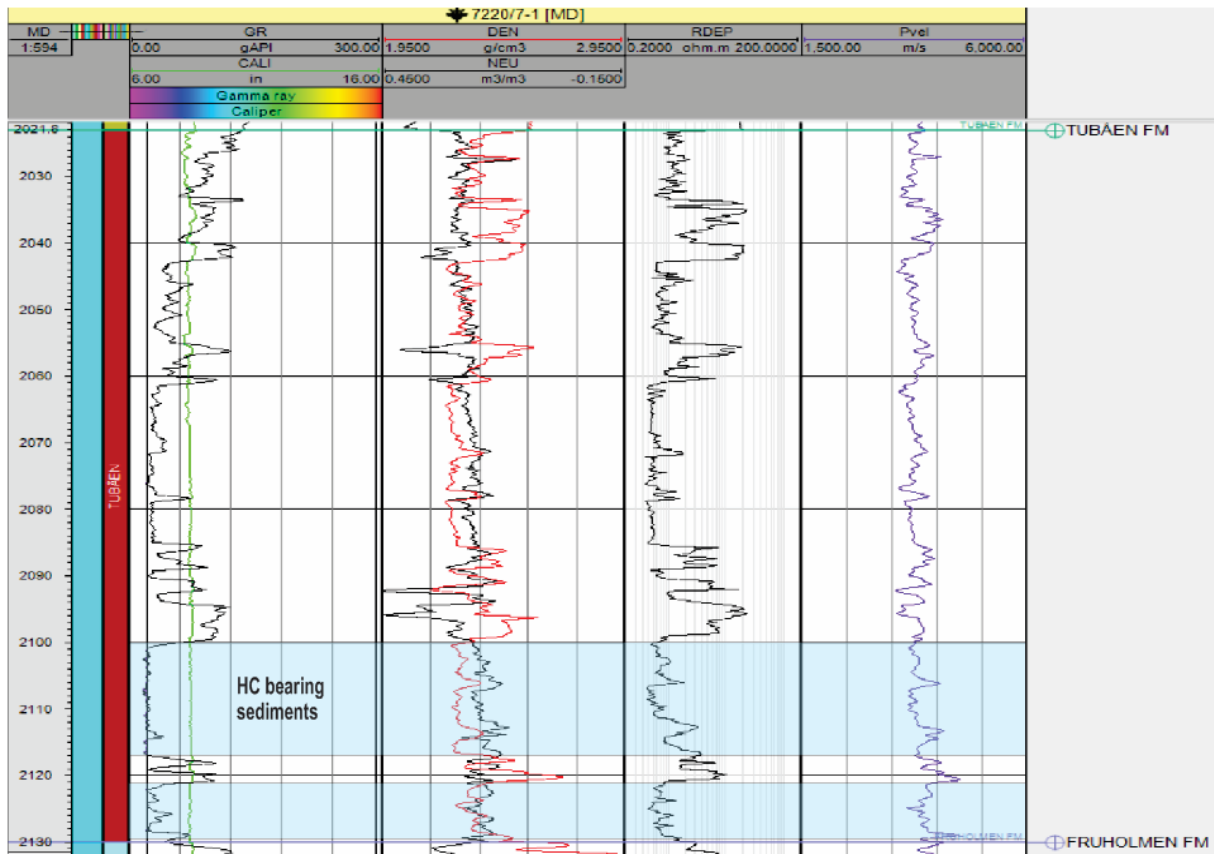 7220/7-1 [MD]
MD GR DEN RDEP Pvel
1:594 0.00 gAPI 300.00 1.9500 g/cm3 2.9500 0.2000 ohm.m 200.0000 1,500.00 m/s 6,000.00
CALI NEU
6.00 in 16.00 0.4500 m3/m3 -0.1500
Gamma ray
Caliper
2021.8
TUBÅEN FM
TUBÅEN FM
2030
2040
2050
2060
2070
TUBÅEN
2080
2090
2100
HC bearing
sediments
2110
2120
2130
FRUHOLMEN FM
FRUHOLMEN FM